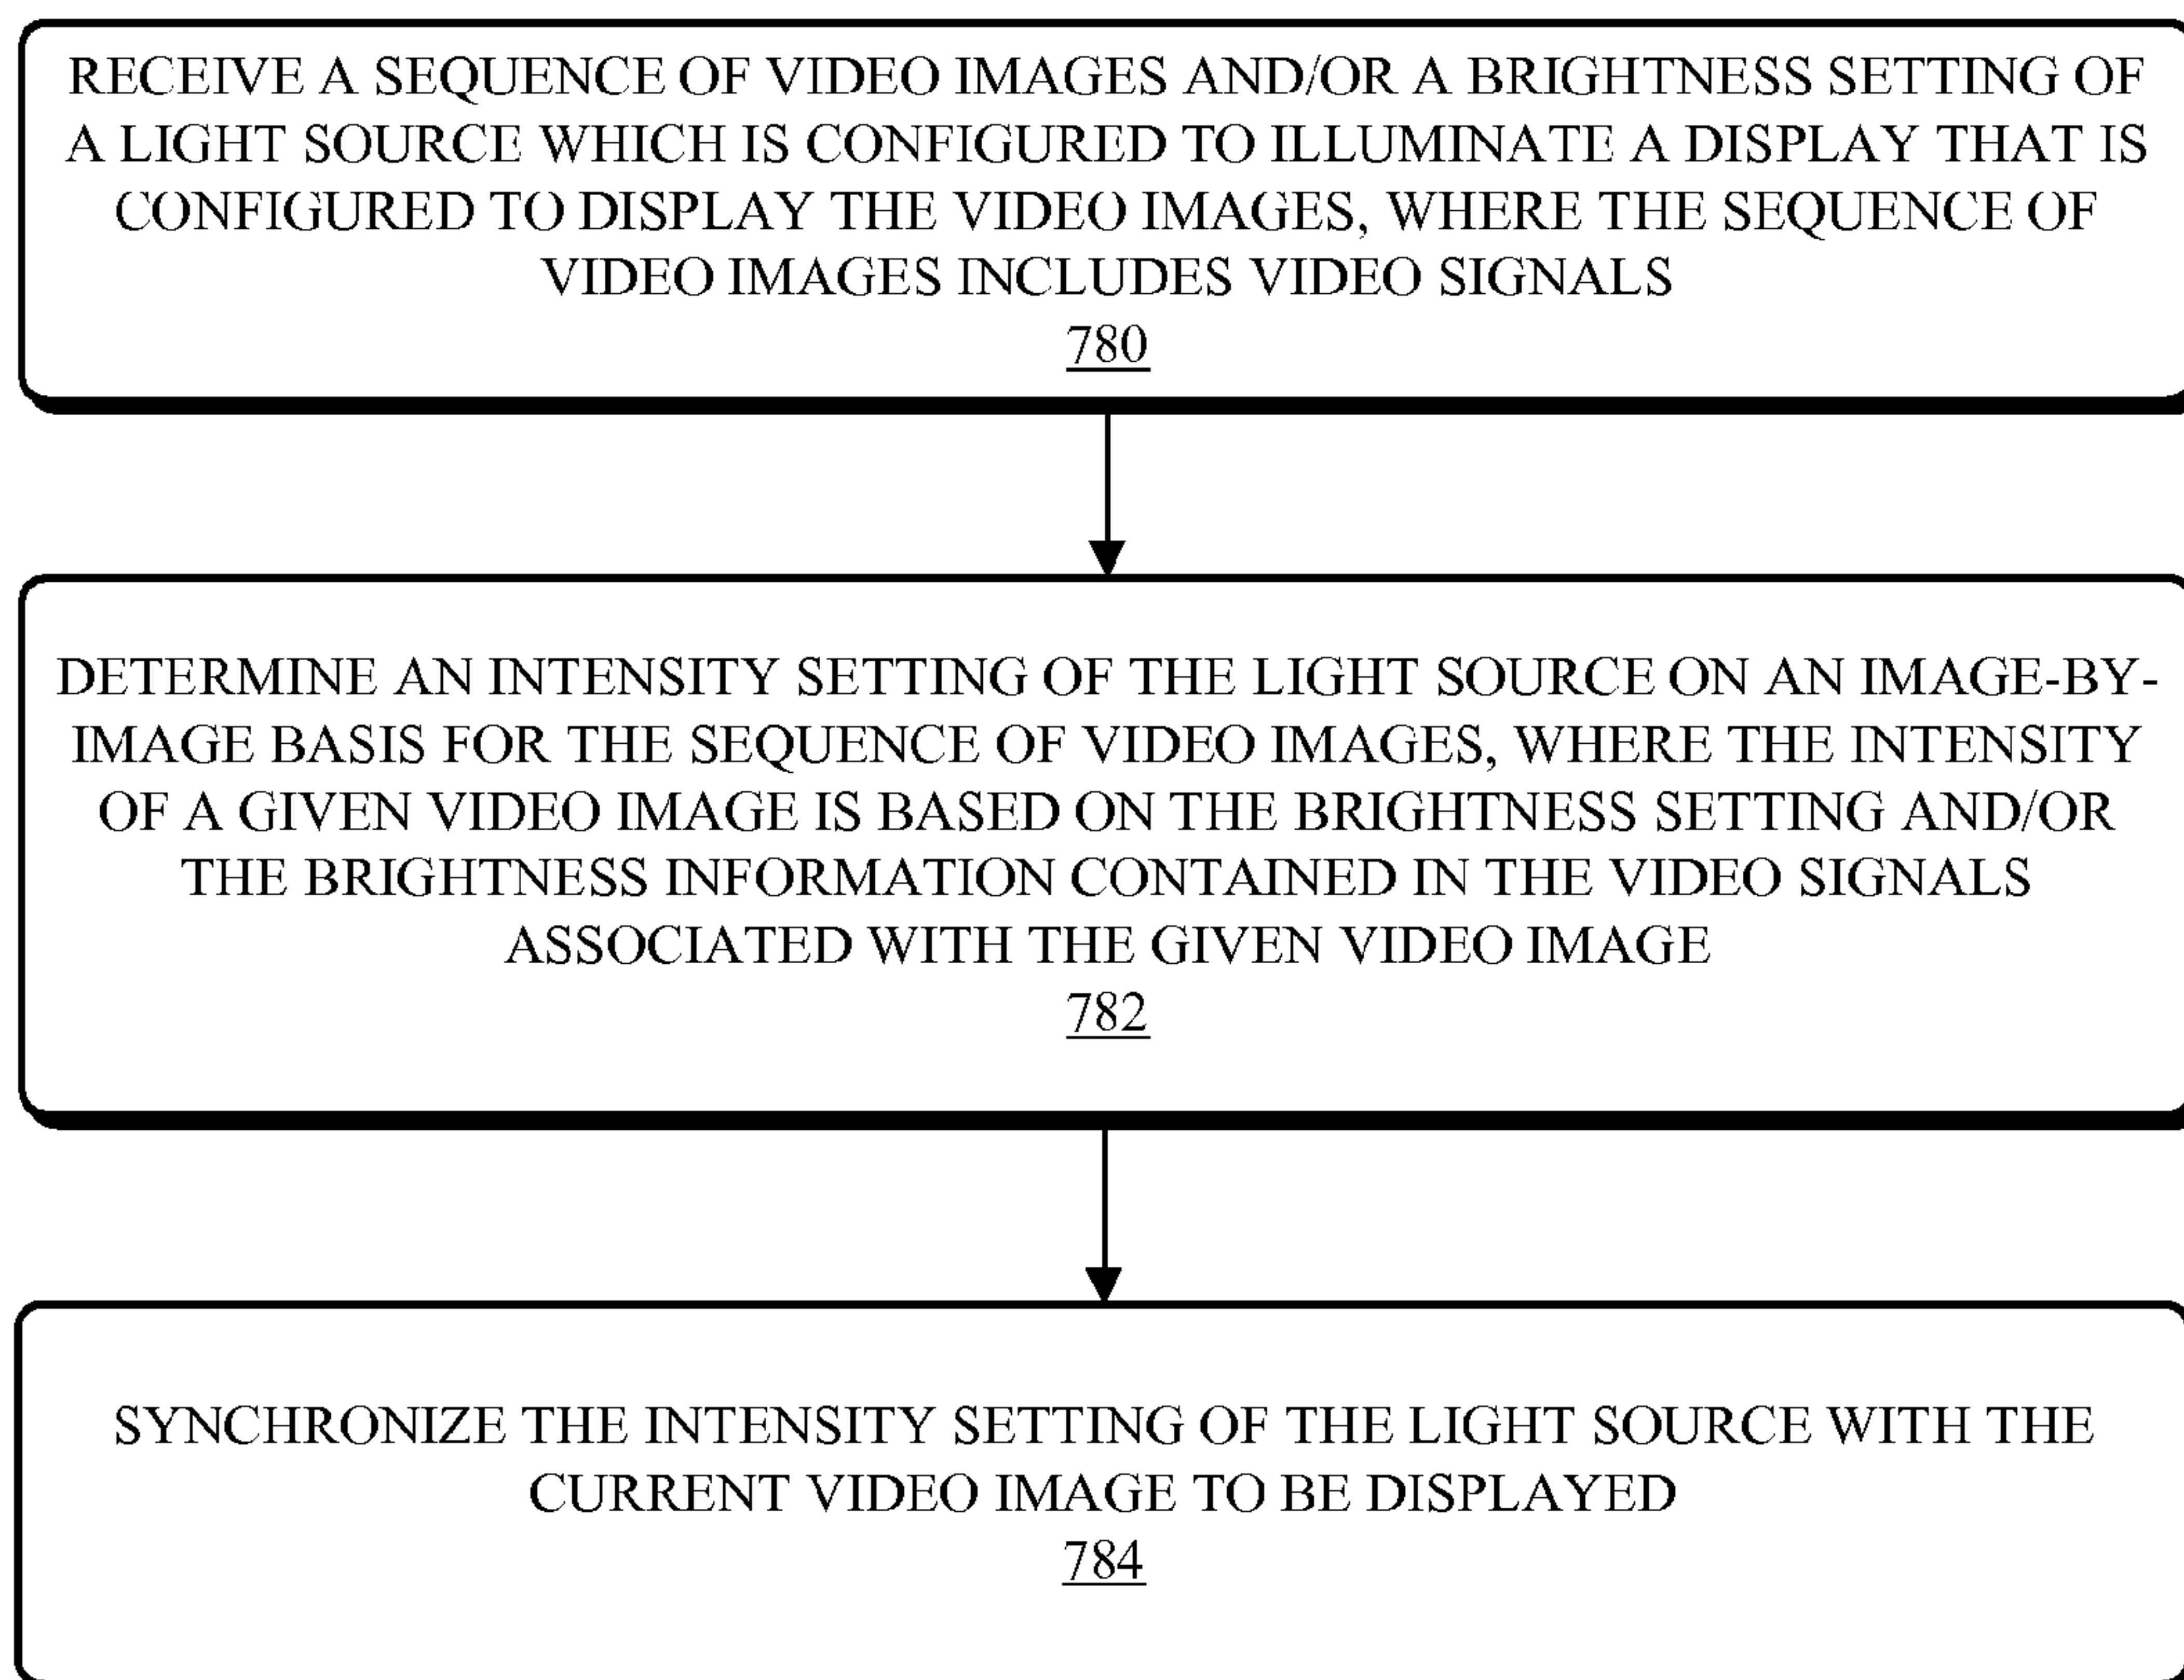 RECEIVE A SEQUENCE OF VIDEO IMAGES AND/OR A BRIGHTNESS SETTING OF
A LIGHT SOURCE WHICH IS CONFIGURED TO ILLUMINATE A DISPLAY THAT IS
CONFIGURED TO DISPLAY THE VIDEO IMAGES, WHERE THE SEQUENCE OF
VIDEO IMAGES INCLUDES VIDEO SIGNALS
780
DETERMINE AN INTENSITY SETTING OF THE LIGHT SOURCE ON AN IMAGE-BY-
IMAGE BASIS FOR THE SEQUENCE OF VIDEO IMAGES, WHERE THE INTENSITY
OF A GIVEN VIDEO IMAGE IS BASED ON THE BRIGHTNESS SETTING AND/OR
THE BRIGHTNESS INFORMATION CONTAINED IN THE VIDEO SIGNALS
ASSOCIATED WITH THE GIVEN VIDEO IMAGE
782
SYNCHRONIZE THE INTENSITY SETTING OF THE LIGHT SOURCE WITH THE
CURRENT VIDEO IMAGE TO BE DISPLAYED
784